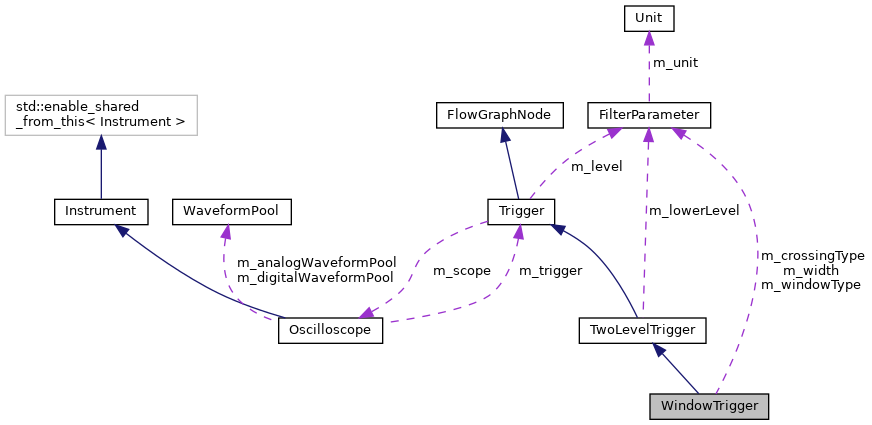 Unit
m_unit
std::enable_shared
_from_this< Instrument >
FlowGraphNode
FilterParameter
m_level
Instrument
WaveformPool
Trigger
m_lowerLevel
m_analogWaveformPool
m_digitalWaveformPool
m_scope
m_trigger
m_crossingType
m_width
m_windowType
Oscilloscope
TwoLevelTrigger
WindowTrigger